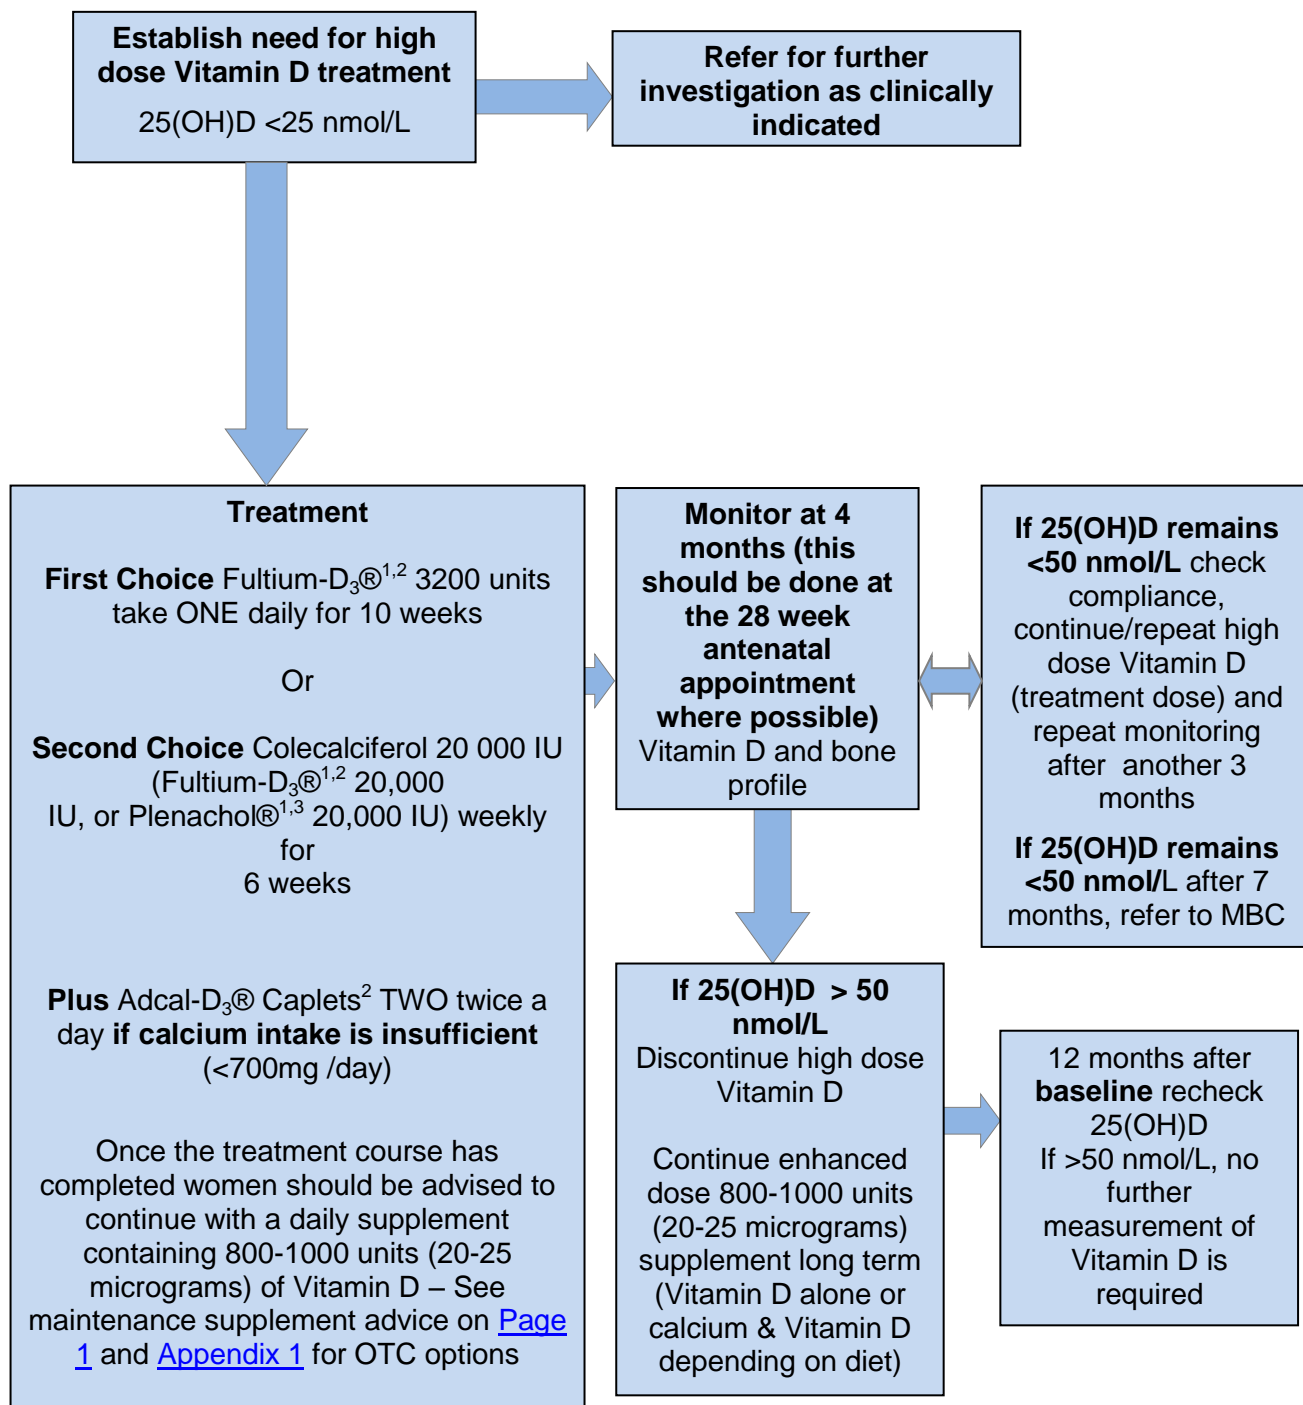 Establish need for high
dose Vitamin D treatment
25(OH)D <25 nmol/L
Refer for further
investigation as clinically
indicated
Treatment
First Choice Fultium-D₃®¹,² 3200 units
take ONE daily for 10 weeks
Or
Second Choice Colecalciferol 20 000 IU
(Fultium-D₃®¹,² 20,000
IU, or Plenachol®¹,³ 20,000 IU) weekly
for
6 weeks
Plus Adcal-D₃® Caplets² TWO twice a
day if calcium intake is insufficient
(<700mg /day)
Once the treatment course has
completed women should be advised to
continue with a daily supplement
containing 800-1000 units (20-25
micrograms) of Vitamin D – See
maintenance supplement advice on Page
1 and Appendix 1 for OTC options
Monitor at 4
months (this
should be done at
the 28 week
antenatal
appointment
where possible)
Vitamin D and bone
profile
If 25(OH)D remains
<50 nmol/L check
compliance,
continue/repeat high
dose Vitamin D
(treatment dose) and
repeat monitoring
after another 3
months
If 25(OH)D remains
<50 nmol/L after 7
months, refer to MBC
If 25(OH)D > 50
nmol/L
Discontinue high dose
Vitamin D
Continue enhanced
dose 800-1000 units
(20-25 micrograms)
supplement long term
(Vitamin D alone or
calcium & Vitamin D
depending on diet)
12 months after
baseline recheck
25(OH)D
If >50 nmol/L, no
further
measurement of
Vitamin D is
required